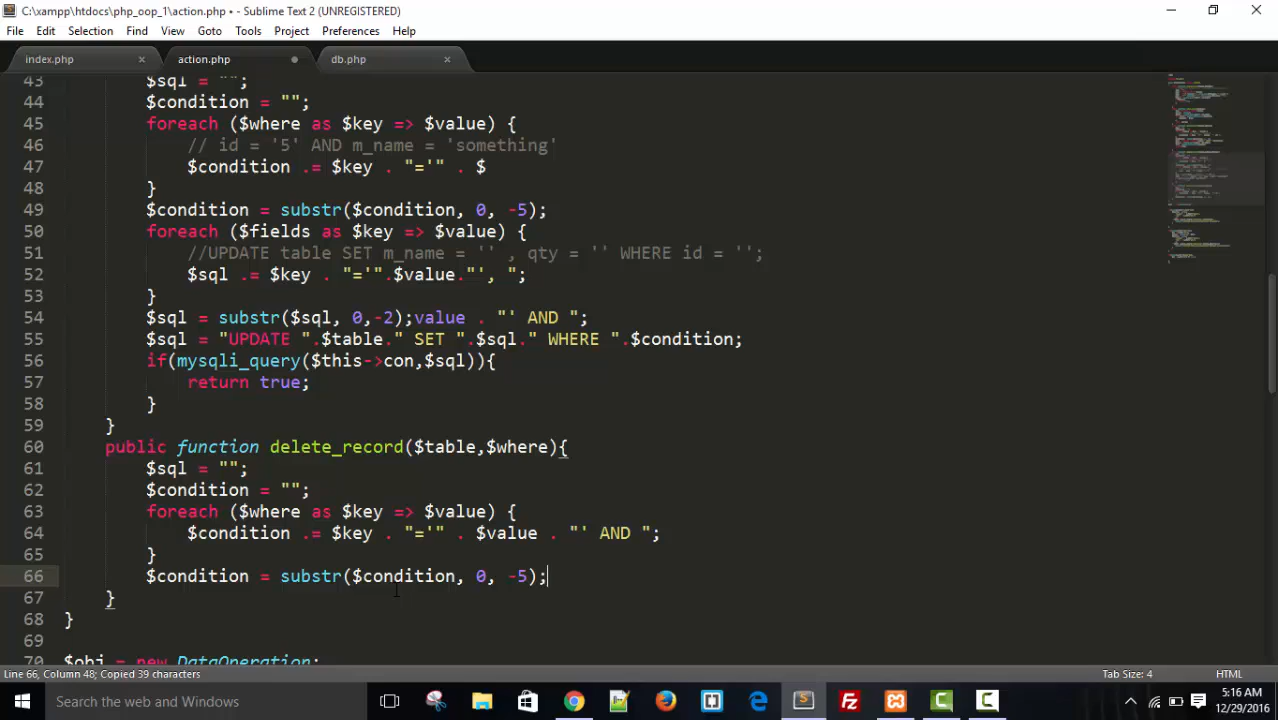 C:\xampp\htdocs\php_oop_1\action.php • - Sublime Text 2 (UNREGISTERED)
File Edit Selection Find View Goto Tools Project Preferences Help
index.php action.php db.php
43 $sql = "";
44 $condition = "";
45 foreach ($where as $key => $value) {
46 // id = '5' AND m_name = 'something'
47 $condition .= $key . "='" . $
48 }
49 $condition = substr($condition, 0, -5);
50 foreach ($fields as $key => $value) {
51 //UPDATE table SET m_name = '' , qty = '' WHERE id = '';
52 $sql .= $key . "='".$value."', ";
53 }
54 $sql = substr($sql, 0,-2);value . "' AND ";
55 $sql = "UPDATE ".$table." SET ".$sql." WHERE ".$condition;
56 if(mysqli_query($this->con,$sql)){
57 return true;
58 }
59 }
60 public function delete_record($table,$where){
61 $sql = "";
62 $condition = "";
63 foreach ($where as $key => $value) {
64 $condition .= $key . "='" . $value . "' AND ";
65 }
66 $condition = substr($condition, 0, -5);
67 }
68 }
69
70 $obj = new DataOperation;
Line 66, Column 48; Copied 39 characters Tab Size: 4 HTML
Search the web and Windows
5:16 AM
12/29/2016